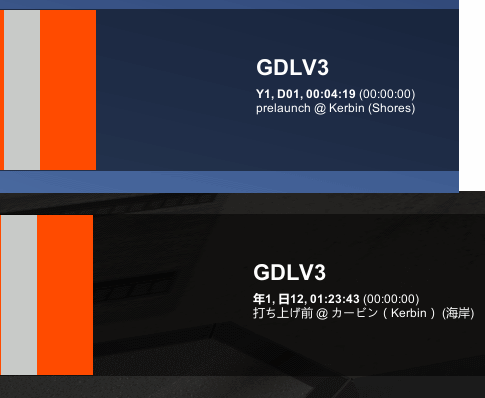 GDLV3
Y1, D01, 00:04:19 (00:00:00)
prelaunch @ Kerbin (Shores)
GDLV3
年1, 日12, 01:23:43 (00:00:00)
打ち上げ前 @ カービン（Kerbin）(海岸)